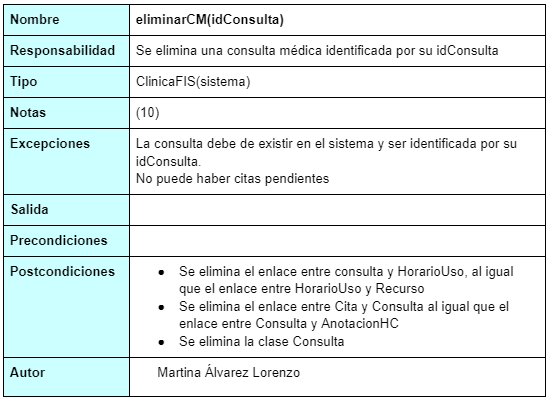 Nombre eliminarCM(idConsulta)
Responsabilidad Se elimina una consulta médica identificada por su idConsulta
Tipo ClinicaFIS(sistema)
Notas (10)
Excepciones La consulta debe de existir en el sistema y ser identificada por su
idConsulta.
No puede haber citas pendientes
Salida
Precondiciones
Postcondiciones ● Se elimina el enlace entre consulta y HorarioUso, al igual
que el enlace entre HorarioUso y Recurso
● Se elimina el enlace entre Cita y Consulta al igual que el
enlace entre Consulta y AnotacionHC
● Se elimina la clase Consulta
Autor Martina Álvarez Lorenzo